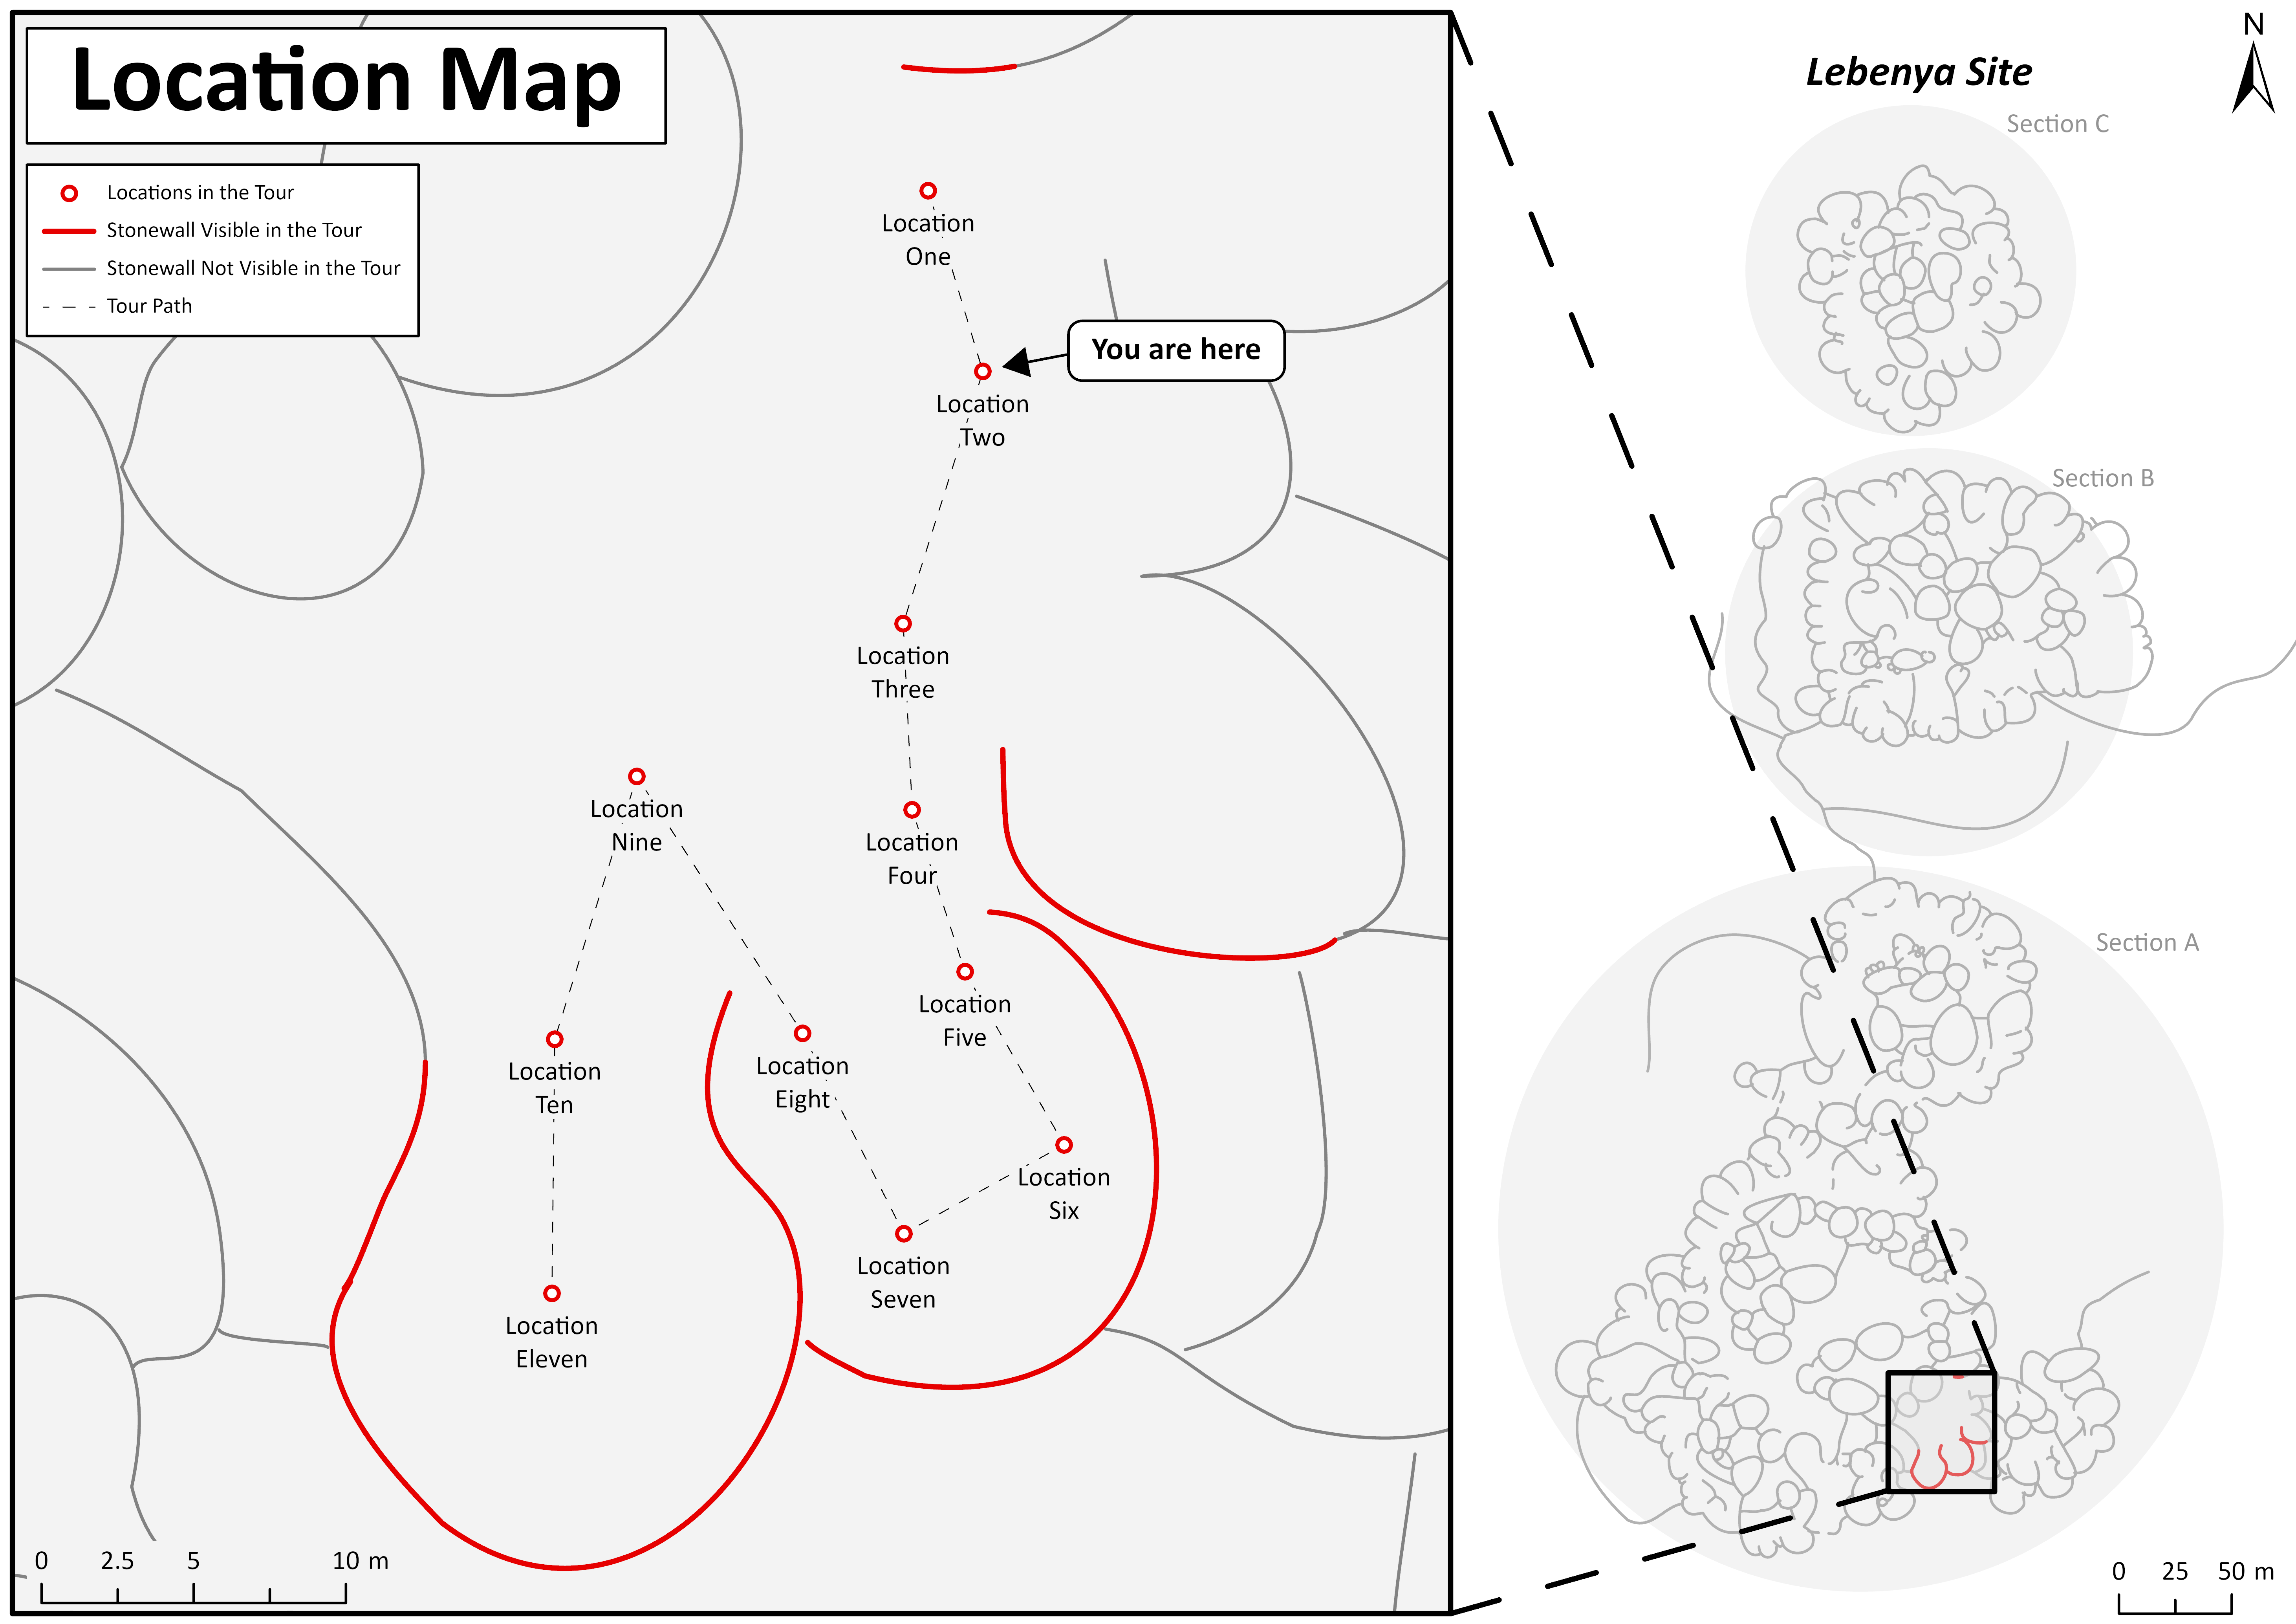 Location Map
Locations in the Tour
Stonewall Visible in the Tour
Stonewall Not Visible in the Tour
Tour Path
Location
One
You are here
Location
Two
Location
Three
Location
Four
Location
Five
Location
Six
Location
Seven
Location
Eight
Location
Nine
Location
Ten
Location
Eleven
0 2.5 5 10 m
N
Lebenya Site
Section C
Section B
Section A
0 25 50 m